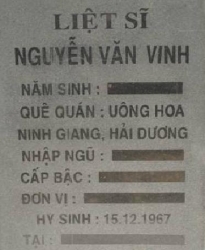 LIỆT SĨ
NGUYỄN VĂN VINH
NĂM SINH :
QUÊ QUÁN : UÔNG HOA
NINH GIANG, HẢI DƯƠNG
NHẬP NGŨ :
CẤP BẬC :
ĐƠN VỊ :
HY SINH : 15.12.1967
TẠI :